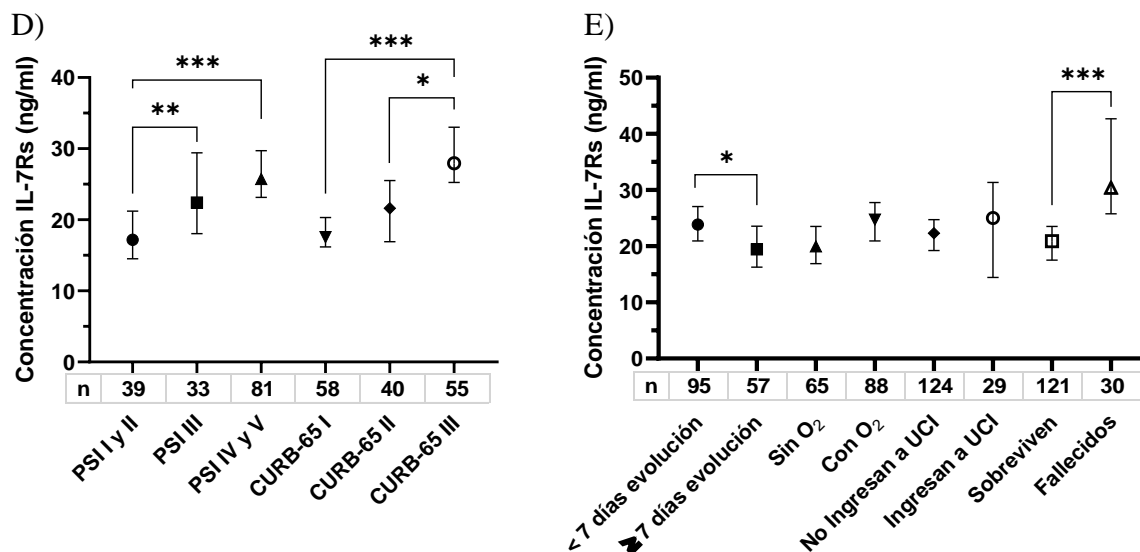 D)
***
***
**
*
Concentración IL-7Rs (ng/ml)
40
30
20
10
0
n 39 33 81 58 40 55
PSI I y II
PSI III
PSI IV y V
CURB-65 I
CURB-65 II
CURB-65 III
E)
***
*
Concentración IL-7Rs (ng/ml)
50
40
30
20
10
0
n 95 57 65 88 124 29 121 30
< 7 días evolución
7 días evolución
Sin O₂
Con O₂
No Ingresan a UCI
Ingresan a UCI
Sobreviven
Fallecidos